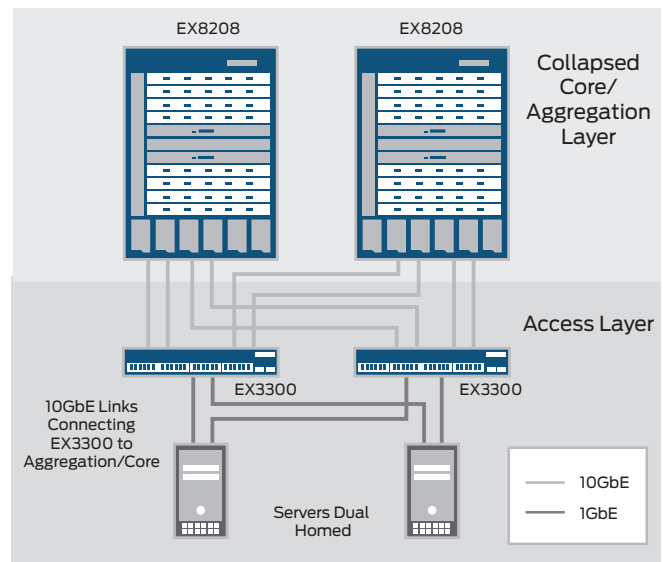 EX8208
EX8208
Collapsed
Core/
Aggregation
Layer
Access Layer
EX3300
EX3300
10GbE Links
Connecting
EX3300 to
Aggregation/Core
Servers Dual
Homed
10GbE
1GbE